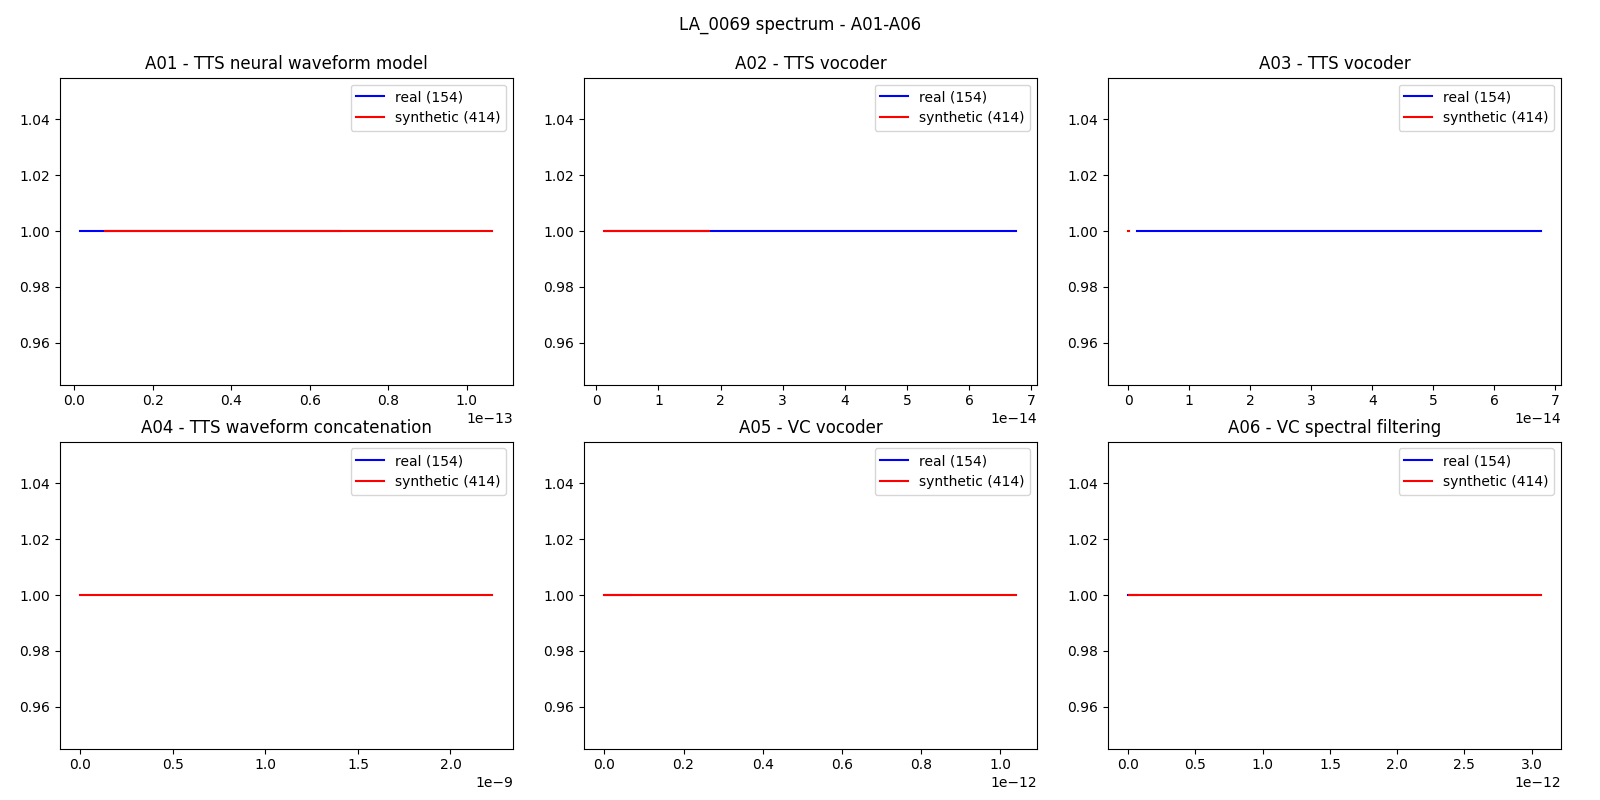 LA_0069 spectrum - A01-A06
A01 - TTS neural waveform model
real (154)
synthetic (414)
1.04
1.02
1.00
0.98
0.96
0.0 0.2 0.4 0.6 0.8 1.0
1e−13
A02 - TTS vocoder
real (154)
synthetic (414)
1.04
1.02
1.00
0.98
0.96
0 1 2 3 4 5 6 7
1e−14
A03 - TTS vocoder
real (154)
synthetic (414)
1.04
1.02
1.00
0.98
0.96
0 1 2 3 4 5 6 7
1e−14
A04 - TTS waveform concatenation
real (154)
synthetic (414)
1.04
1.02
1.00
0.98
0.96
0.0 0.5 1.0 1.5 2.0
1e−9
A05 - VC vocoder
real (154)
synthetic (414)
1.04
1.02
1.00
0.98
0.96
0.0 0.2 0.4 0.6 0.8 1.0
1e−12
A06 - VC spectral filtering
real (154)
synthetic (414)
1.04
1.02
1.00
0.98
0.96
0.0 0.5 1.0 1.5 2.0 2.5 3.0
1e−12